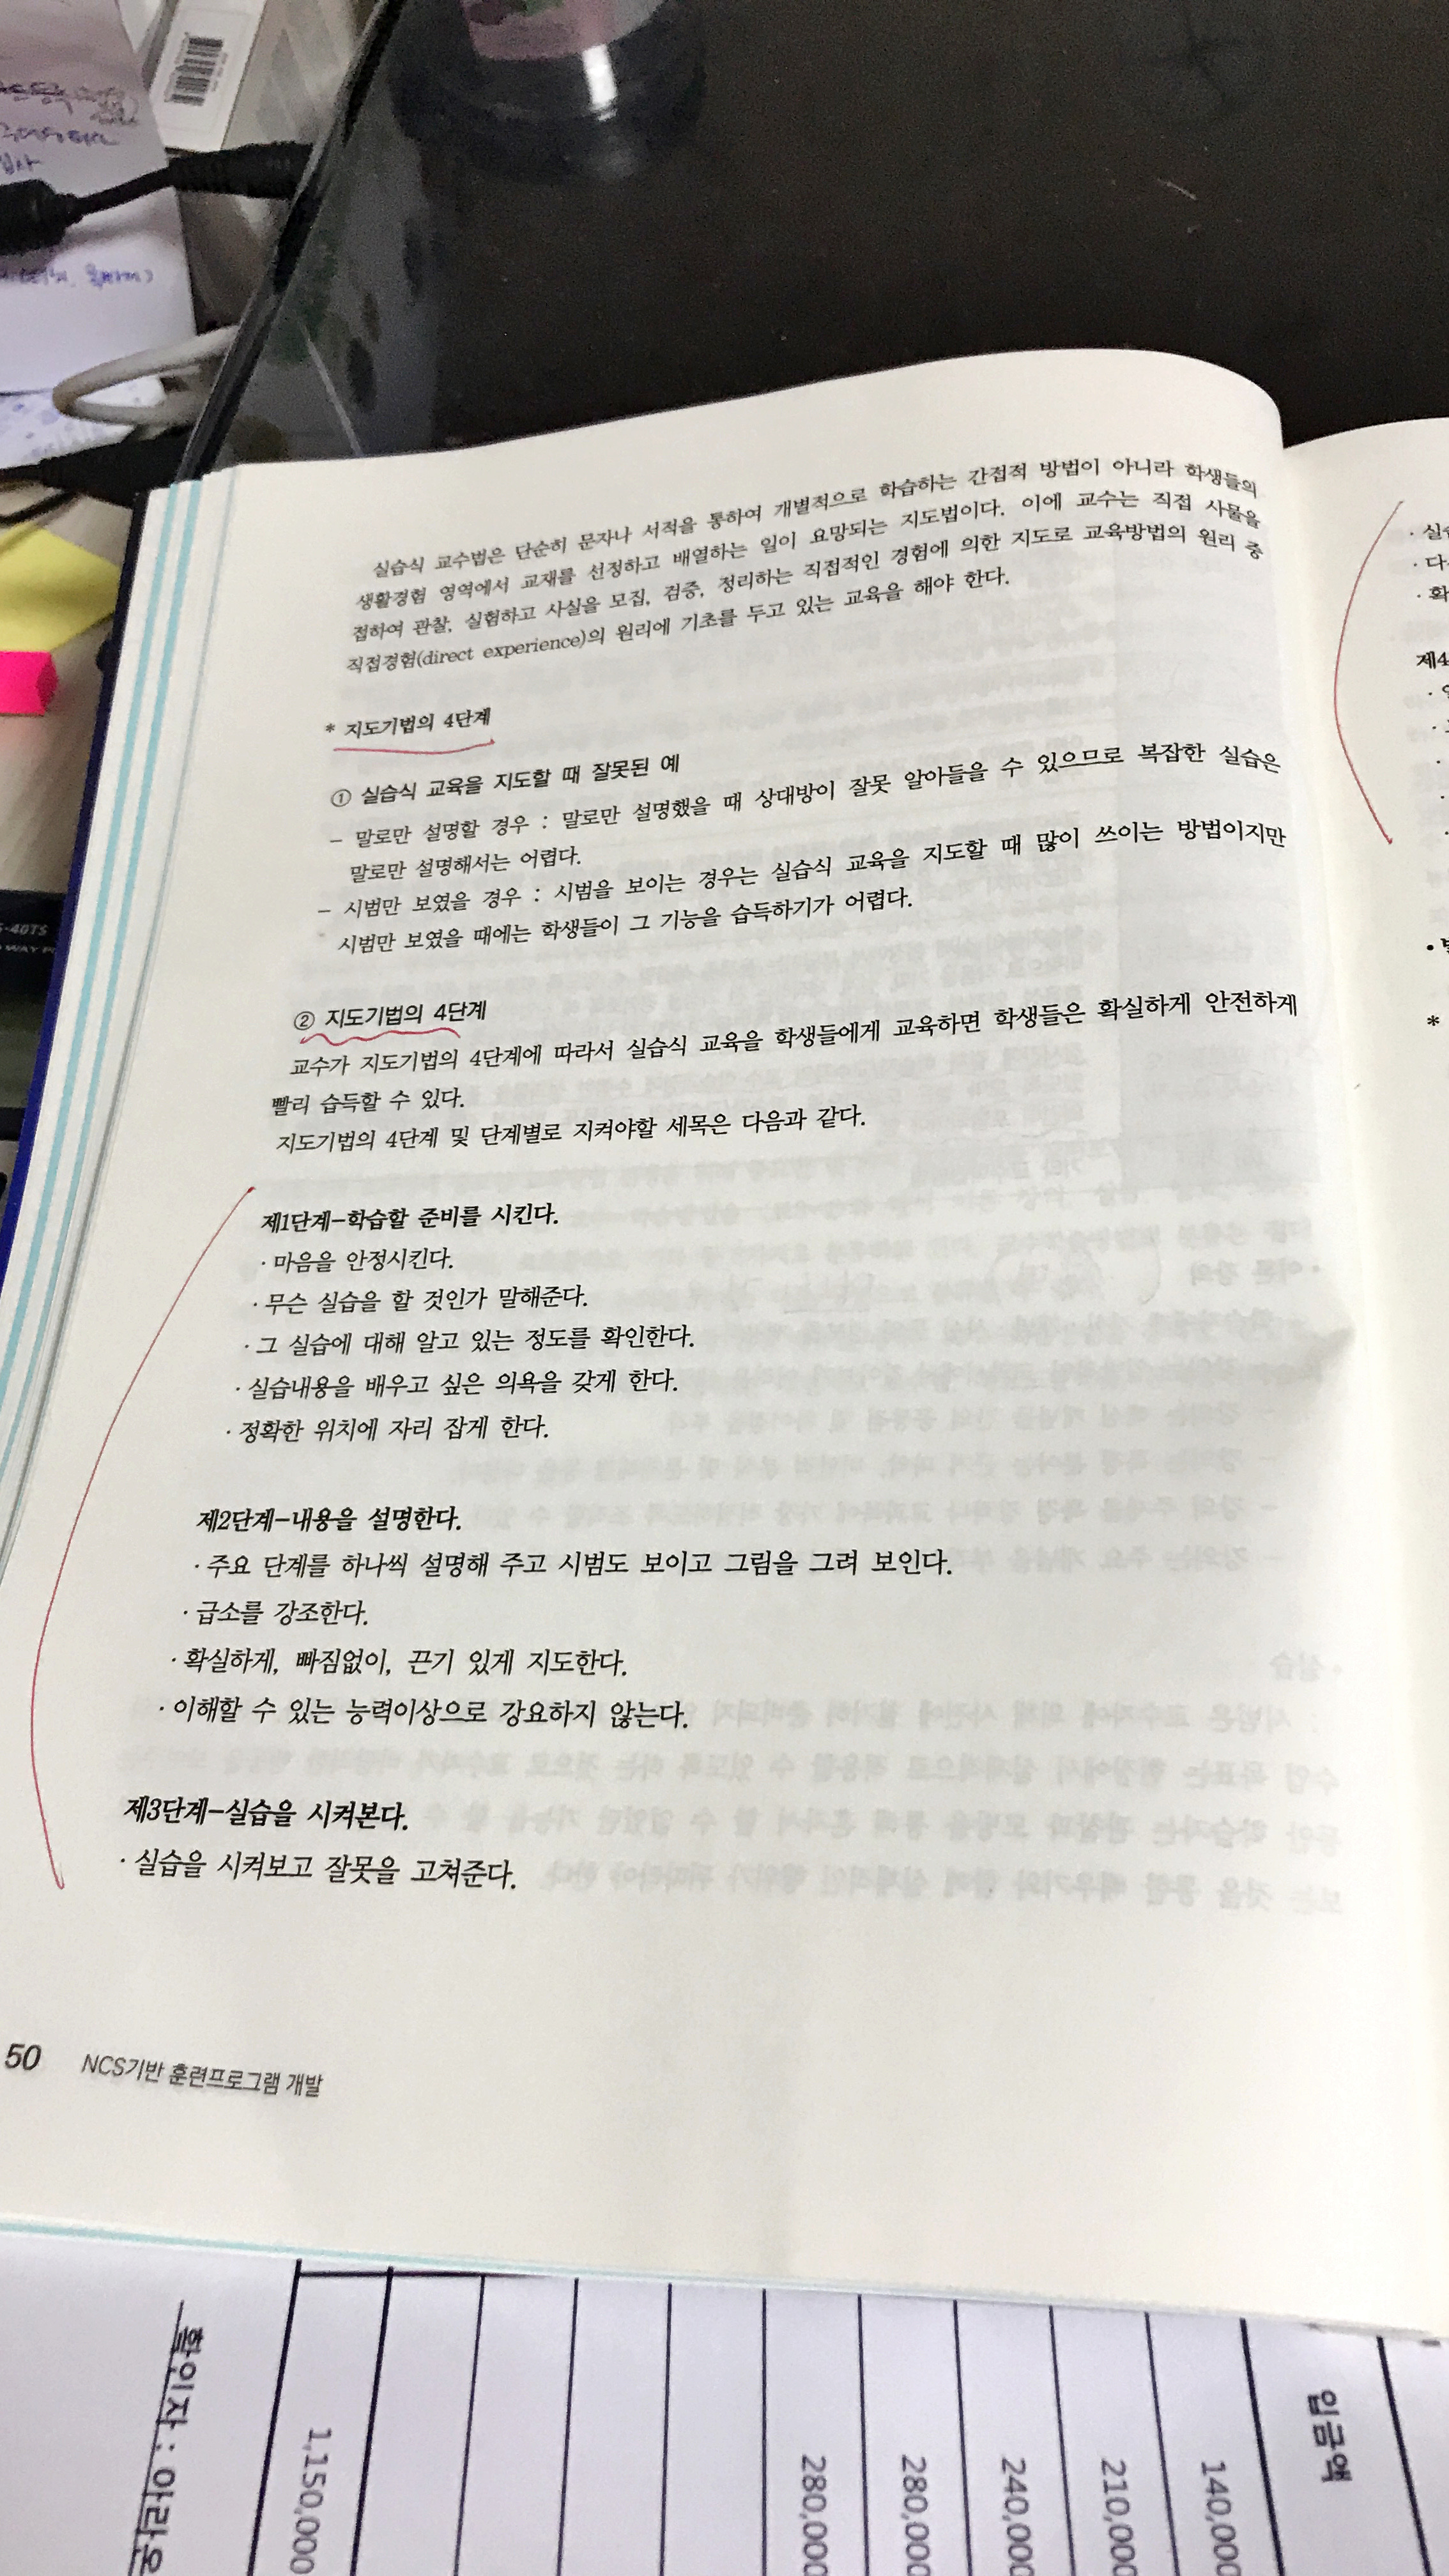 실습식 교수법은 단순히 문자나 서적을 통하여 개별적으로 학습하는 간접적 방법이 아니라 학생들의
생활경험 영역에서 교재를 선정하고 배열하는 일이 요망되는 지도법이다. 이에 교수는 직접 사물을
접하여 관찰, 실험하고 사실을 모집, 검증, 정리하는 직접적인 경험에 의한 지도로 교육방법의 원리 중
직접경험(direct experience)의 원리에 기초를 두고 있는 교육을 해야 한다.
* 지도기법의 4단계
① 실습식 교육을 지도할 때 잘못된 예
– 말로만 설명할 경우 : 말로만 설명했을 때 상대방이 잘못 알아들을 수 있으므로 복잡한 실습은
말로만 설명해서는 어렵다.
– 시범만 보였을 경우 : 시범을 보이는 경우는 실습식 교육을 지도할 때 많이 쓰이는 방법이지만
시범만 보였을 때에는 학생들이 그 기능을 습득하기가 어렵다.
② 지도기법의 4단계
교수가 지도기법의 4단계에 따라서 실습식 교육을 학생들에게 교육하면 학생들은 확실하게 안전하게
빨리 습득할 수 있다.
지도기법의 4단계 및 단계별로 지켜야할 세목은 다음과 같다.
제1단계–학습할 준비를 시킨다.
· 마음을 안정시킨다.
· 무슨 실습을 할 것인가 말해준다.
· 그 실습에 대해 알고 있는 정도를 확인한다.
· 실습내용을 배우고 싶은 의욕을 갖게 한다.
· 정확한 위치에 자리 잡게 한다.
제2단계–내용을 설명한다.
· 주요 단계를 하나씩 설명해 주고 시범도 보이고 그림을 그려 보인다.
· 급소를 강조한다.
· 확실하게, 빠짐없이, 끈기 있게 지도한다.
· 이해할 수 있는 능력이상으로 강요하지 않는다.
제3단계–실습을 시켜본다.
· 실습을 시켜보고 잘못을 고쳐준다.
50 NCS기반 훈련프로그램 개발
제4
입금액
140,000
210,000
240,000
280,000
280,000
1,150,000
확인자 :